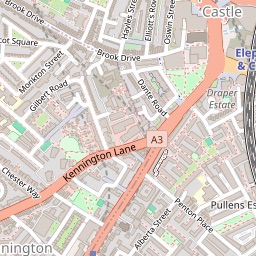 Castle
Hayles Street
Elliott's Row
Oswin Street
cot Square
Brook Drive
Brook Drive
Elep
& C
Monkton Street
Gilbert Road
Dante Road
Draper
Estate
A3
Kennington Lane
Chester Way
Penton Place
Pullens Es
Alberta Street
nnington